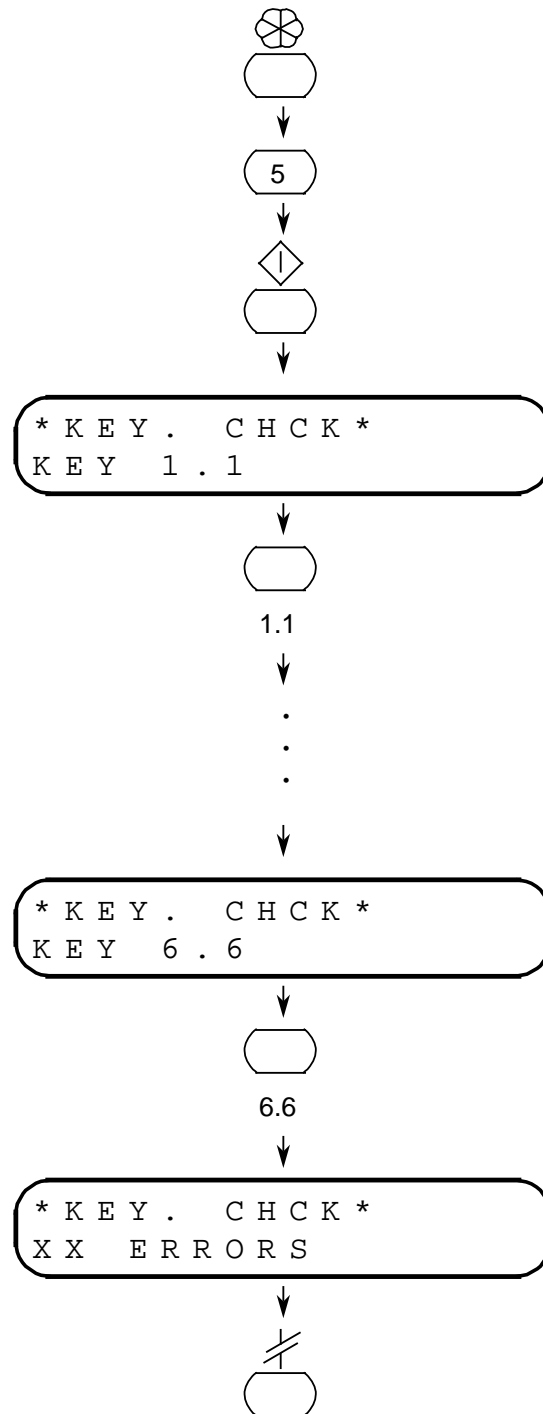 5
*KEY. CHCK*
KEY 1.1
1.1
.
.
.
*KEY. CHCK*
KEY 6.6
6.6
*KEY. CHCK*
XX ERRORS